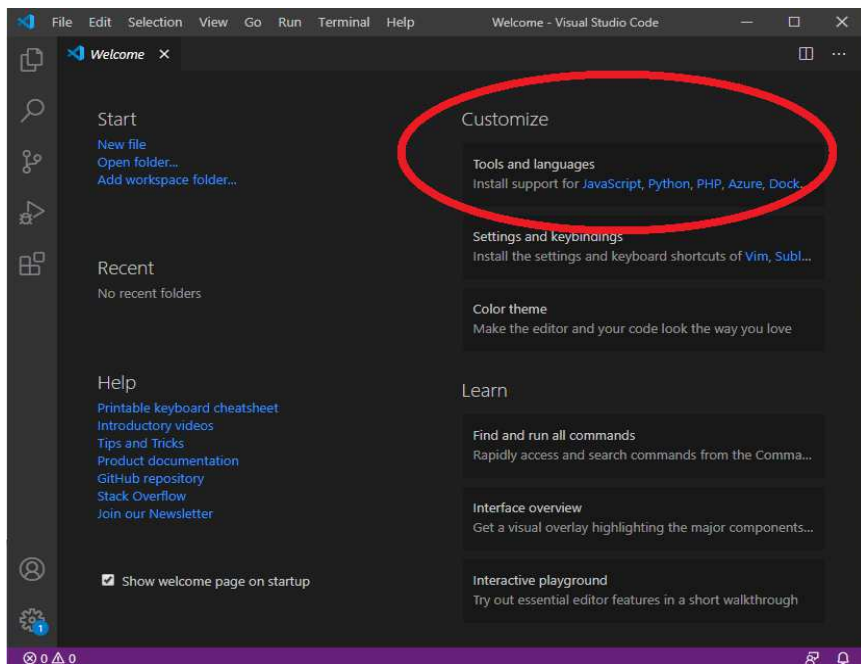 File Edit Selection View Go Run Terminal Help Welcome - Visual Studio Code
Welcome
Start
New file
Open folder...
Add workspace folder...
Recent
No recent folders
Help
Printable keyboard cheatsheet
Introductory videos
Tips and Tricks
Product documentation
GitHub repository
Stack Overflow
Join our Newsletter
Show welcome page on startup
Customize
Tools and languages
Install support for JavaScript, Python, PHP, Azure, Dock...
Settings and keybindings
Install the settings and keyboard shortcuts of Vim, Subl...
Color theme
Make the editor and your code look the way you love
Learn
Find and run all commands
Rapidly access and search commands from the Comma...
Interface overview
Get a visual overlay highlighting the major components...
Interactive playground
Try out essential editor features in a short walkthrough
1
0 0